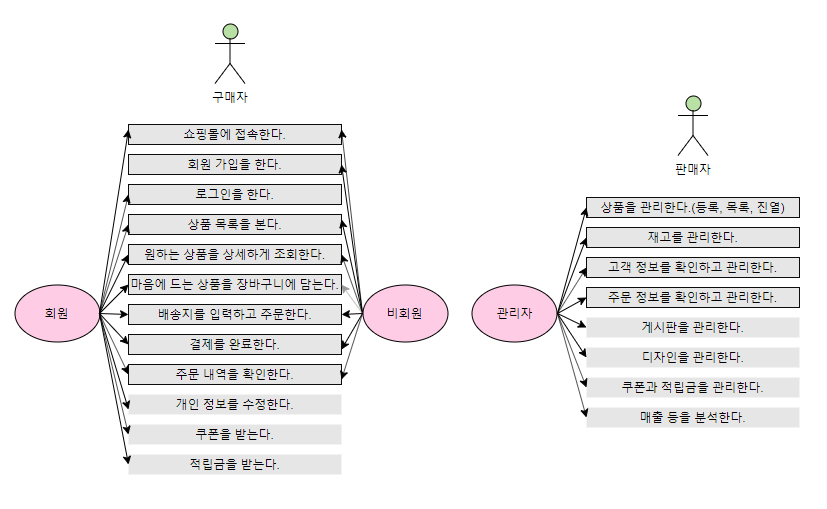 구매자
쇼핑몰에 접속한다.
회원 가입을 한다.
로그인을 한다.
상품 목록을 본다.
원하는 상품을 상세하게 조회한다.
마음에 드는 상품을 장바구니에 담는다.
배송지를 입력하고 주문한다.
결제를 완료한다.
주문 내역을 확인한다.
개인 정보를 수정한다.
쿠폰을 받는다.
적립금을 받는다.
회원
비회원
판매자
상품을 관리한다.(등록, 목록, 진열)
재고를 관리한다.
고객 정보를 확인하고 관리한다.
주문 정보를 확인하고 관리한다.
게시판을 관리한다.
디자인을 관리한다.
쿠폰과 적립금을 관리한다.
매출 등을 분석한다.
관리자